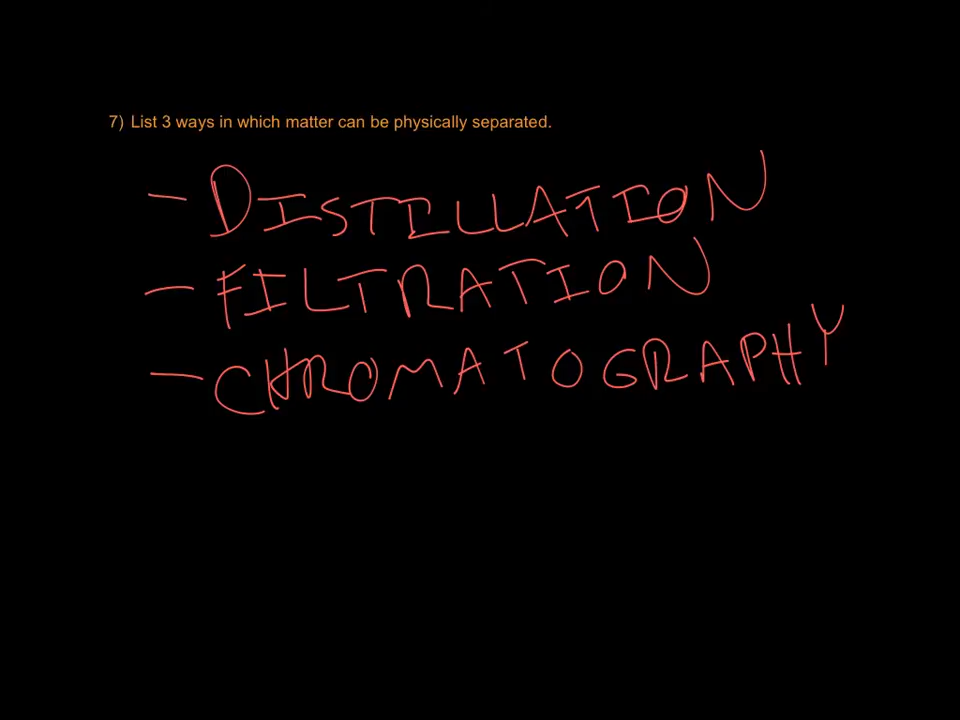 7) List 3 ways in which matter can be physically separated.
- DISTILLATION
- FILTRATION
- CHROMATOGRAPHY